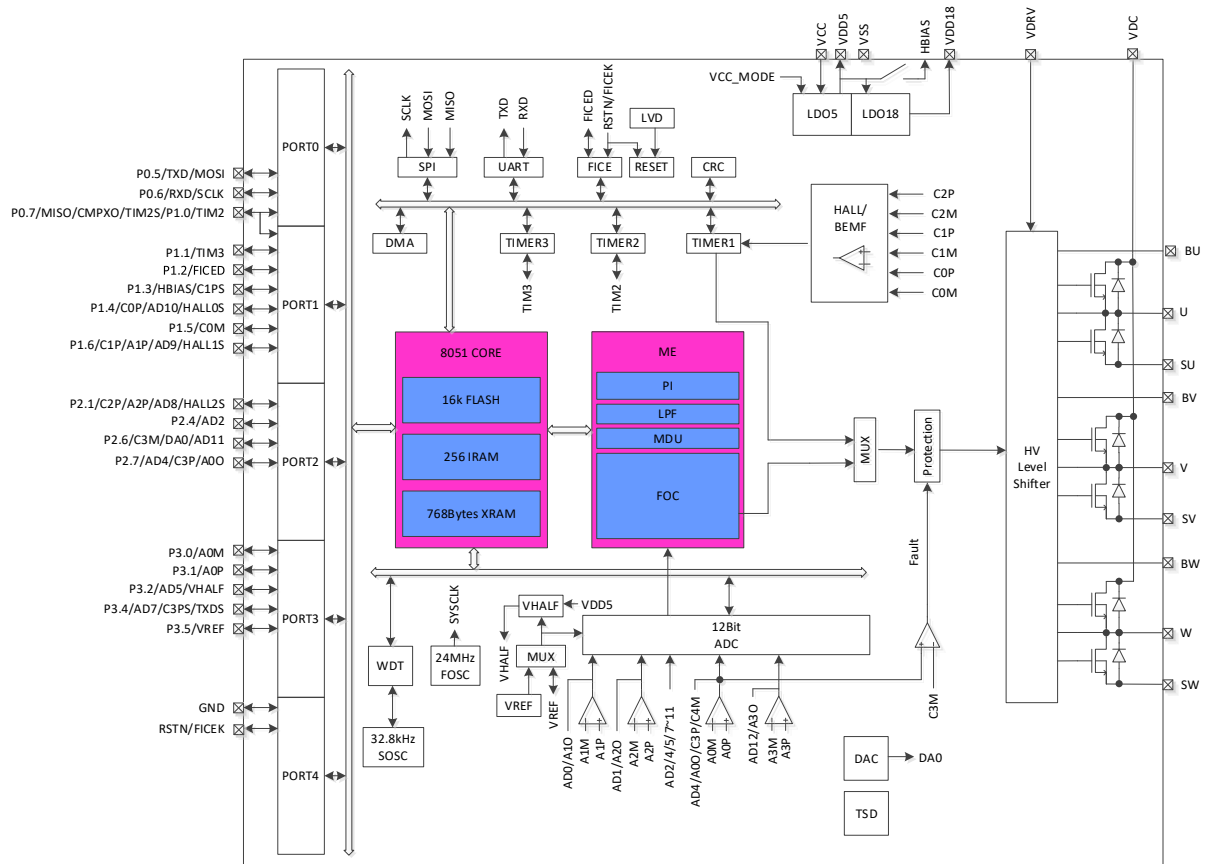 VCC
VDD5
VSS
HBIAS
VDD18
VDRV
VDC
VCC_MODE
LDO5
LDO18
PORT0
SCLK
MOSI
MISO
TXD
RXD
FICED
RSTN/FICEK
LVD
SPI
UART
FICE
RESET
CRC
P0.5/TXD/MOSI
P0.6/RXD/SCLK
P0.7/MISO/CMPXO/TIM2S/P1.0/TIM2
DMA
TIMER3
TIMER2
TIMER1
TIM3
TIM2
HALL/
BEMF
C2P
C2M
C1P
C1M
C0P
C0M
PORT1
P1.1/TIM3
P1.2/FICED
P1.3/HBIAS/C1PS
P1.4/C0P/AD10/HALL0S
P1.5/C0M
P1.6/C1P/A1P/AD9/HALL1S
8051 CORE
16k FLASH
256 IRAM
768Bytes XRAM
ME
PI
LPF
MDU
FOC
MUX
Protection
Fault
HV
Level
Shifter
BU
U
SU
BV
V
SV
BW
W
SW
PORT2
P2.1/C2P/A2P/AD8/HALL2S
P2.4/AD2
P2.6/C3M/DA0/AD11
P2.7/AD4/C3P/A0O
PORT3
P3.0/A0M
P3.1/A0P
P3.2/AD5/VHALF
P3.4/AD7/C3PS/TXDS
P3.5/VREF
PORT4
GND
RSTN/FICEK
WDT
32.8kHz
SOSC
SYSCLK
24MHz
FOSC
VHALF
VDD5
VHALF
MUX
VREF
VREF
12Bit
ADC
AD0/A1O
A1M
A1P
AD1/A2O
A2M
A2P
AD2/4/5/7~11
AD4/A0O/C3P/C4M
A0M
A0P
AD12/A3O
A3M
A3P
C3M
DAC
DA0
TSD